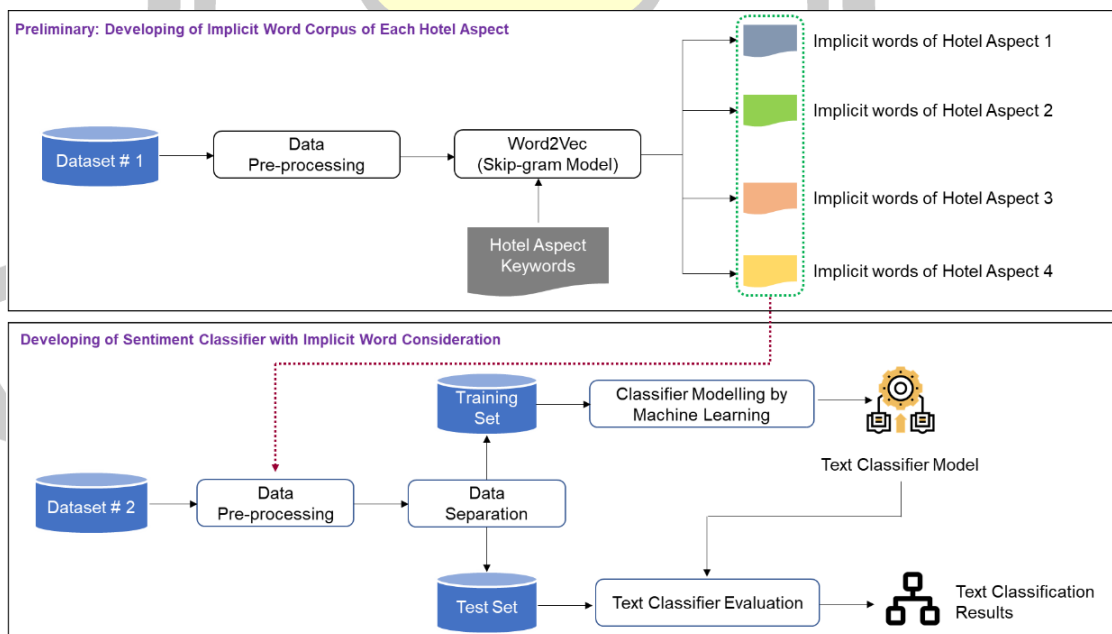 Preliminary: Developing of Implicit Word Corpus of Each Hotel Aspect
Implicit words of Hotel Aspect 1
Implicit words of Hotel Aspect 2
Dataset # 1
Data
Pre-processing
Word2Vec
(Skip-gram Model)
Implicit words of Hotel Aspect 3
Hotel Aspect
Keywords
Implicit words of Hotel Aspect 4
Developing of Sentiment Classifier with Implicit Word Consideration
Training
Set
Classifier Modelling by
Machine Learning
Text Classifier Model
Dataset # 2
Data
Pre-processing
Data
Separation
Test Set
Text Classifier Evaluation
Text Classification
Results